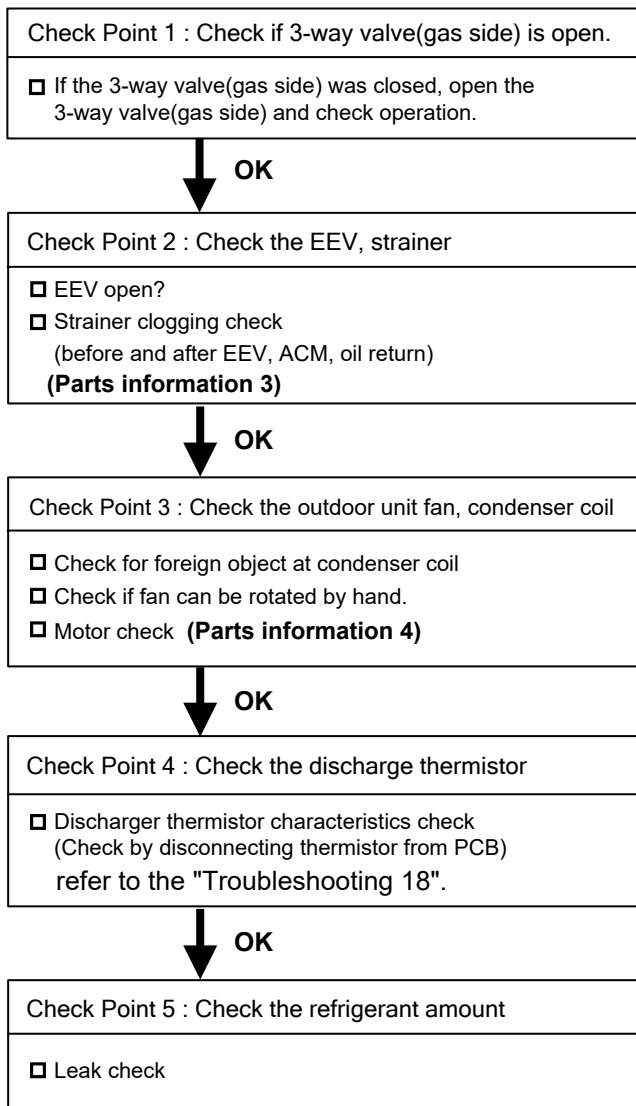 Check Point 1 : Check if 3-way valve(gas side) is open.
If the 3-way valve(gas side) was closed, open the
3-way valve(gas side) and check operation.
OK
Check Point 2 : Check the EEV, strainer
EEV open?
Strainer clogging check
(before and after EEV, ACM, oil return)
(Parts information 3)
OK
Check Point 3 : Check the outdoor unit fan, condenser coil
Check for foreign object at condenser coil
Check if fan can be rotated by hand.
Motor check (Parts information 4)
OK
Check Point 4 : Check the discharge thermistor
Discharger thermistor characteristics check
(Check by disconnecting thermistor from PCB)
refer to the "Troubleshooting 18".
OK
Check Point 5 : Check the refrigerant amount
Leak check